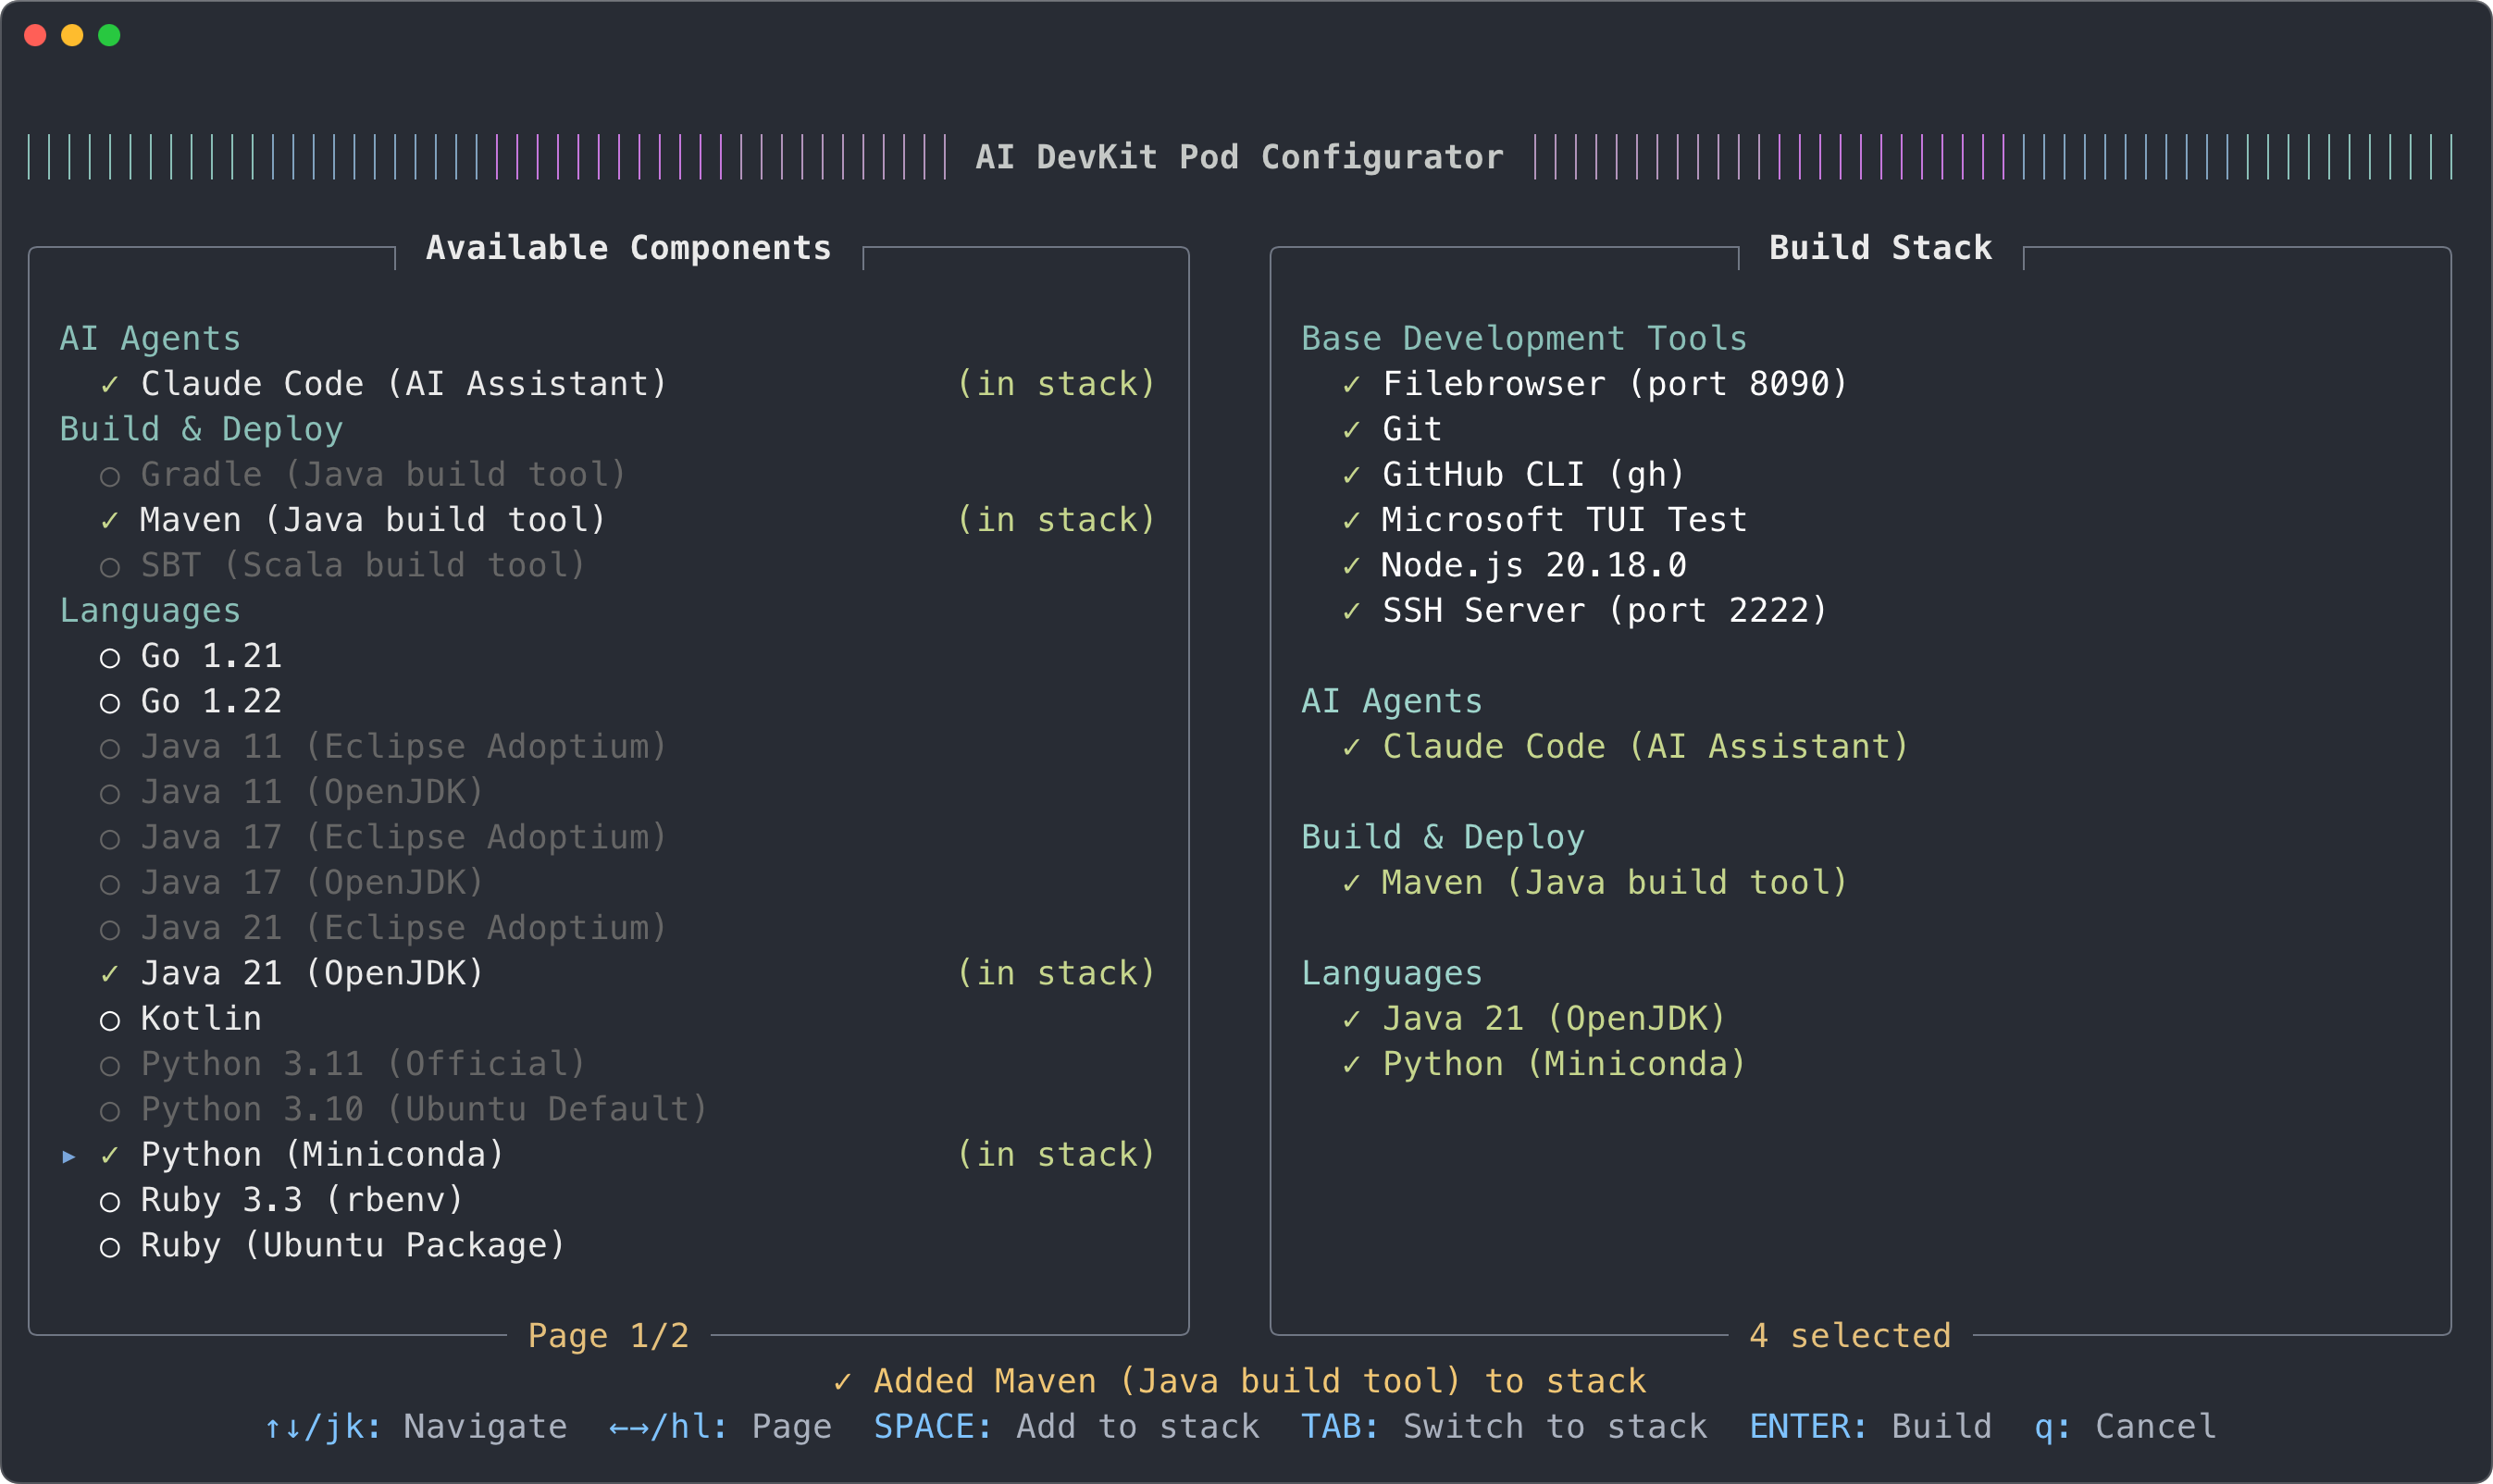 AI DevKit Pod Configurator
Available Components
AI Agents
✓ Claude Code (AI Assistant) (in stack)
Build & Deploy
○ Gradle (Java build tool)
✓ Maven (Java build tool) (in stack)
○ SBT (Scala build tool)
Languages
○ Go 1.21
○ Go 1.22
○ Java 11 (Eclipse Adoptium)
○ Java 11 (OpenJDK)
○ Java 17 (Eclipse Adoptium)
○ Java 17 (OpenJDK)
○ Java 21 (Eclipse Adoptium)
✓ Java 21 (OpenJDK) (in stack)
○ Kotlin
○ Python 3.11 (Official)
○ Python 3.10 (Ubuntu Default)
▸ ✓ Python (Miniconda) (in stack)
○ Ruby 3.3 (rbenv)
○ Ruby (Ubuntu Package)
Page 1/2
Build Stack
Base Development Tools
✓ Filebrowser (port 8090)
✓ Git
✓ GitHub CLI (gh)
✓ Microsoft TUI Test
✓ Node.js 20.18.0
✓ SSH Server (port 2222)
AI Agents
✓ Claude Code (AI Assistant)
Build & Deploy
✓ Maven (Java build tool)
Languages
✓ Java 21 (OpenJDK)
✓ Python (Miniconda)
4 selected
✓ Added Maven (Java build tool) to stack
↑↓/jk: Navigate ←→/hl: Page SPACE: Add to stack TAB: Switch to stack ENTER: Build q: Cancel